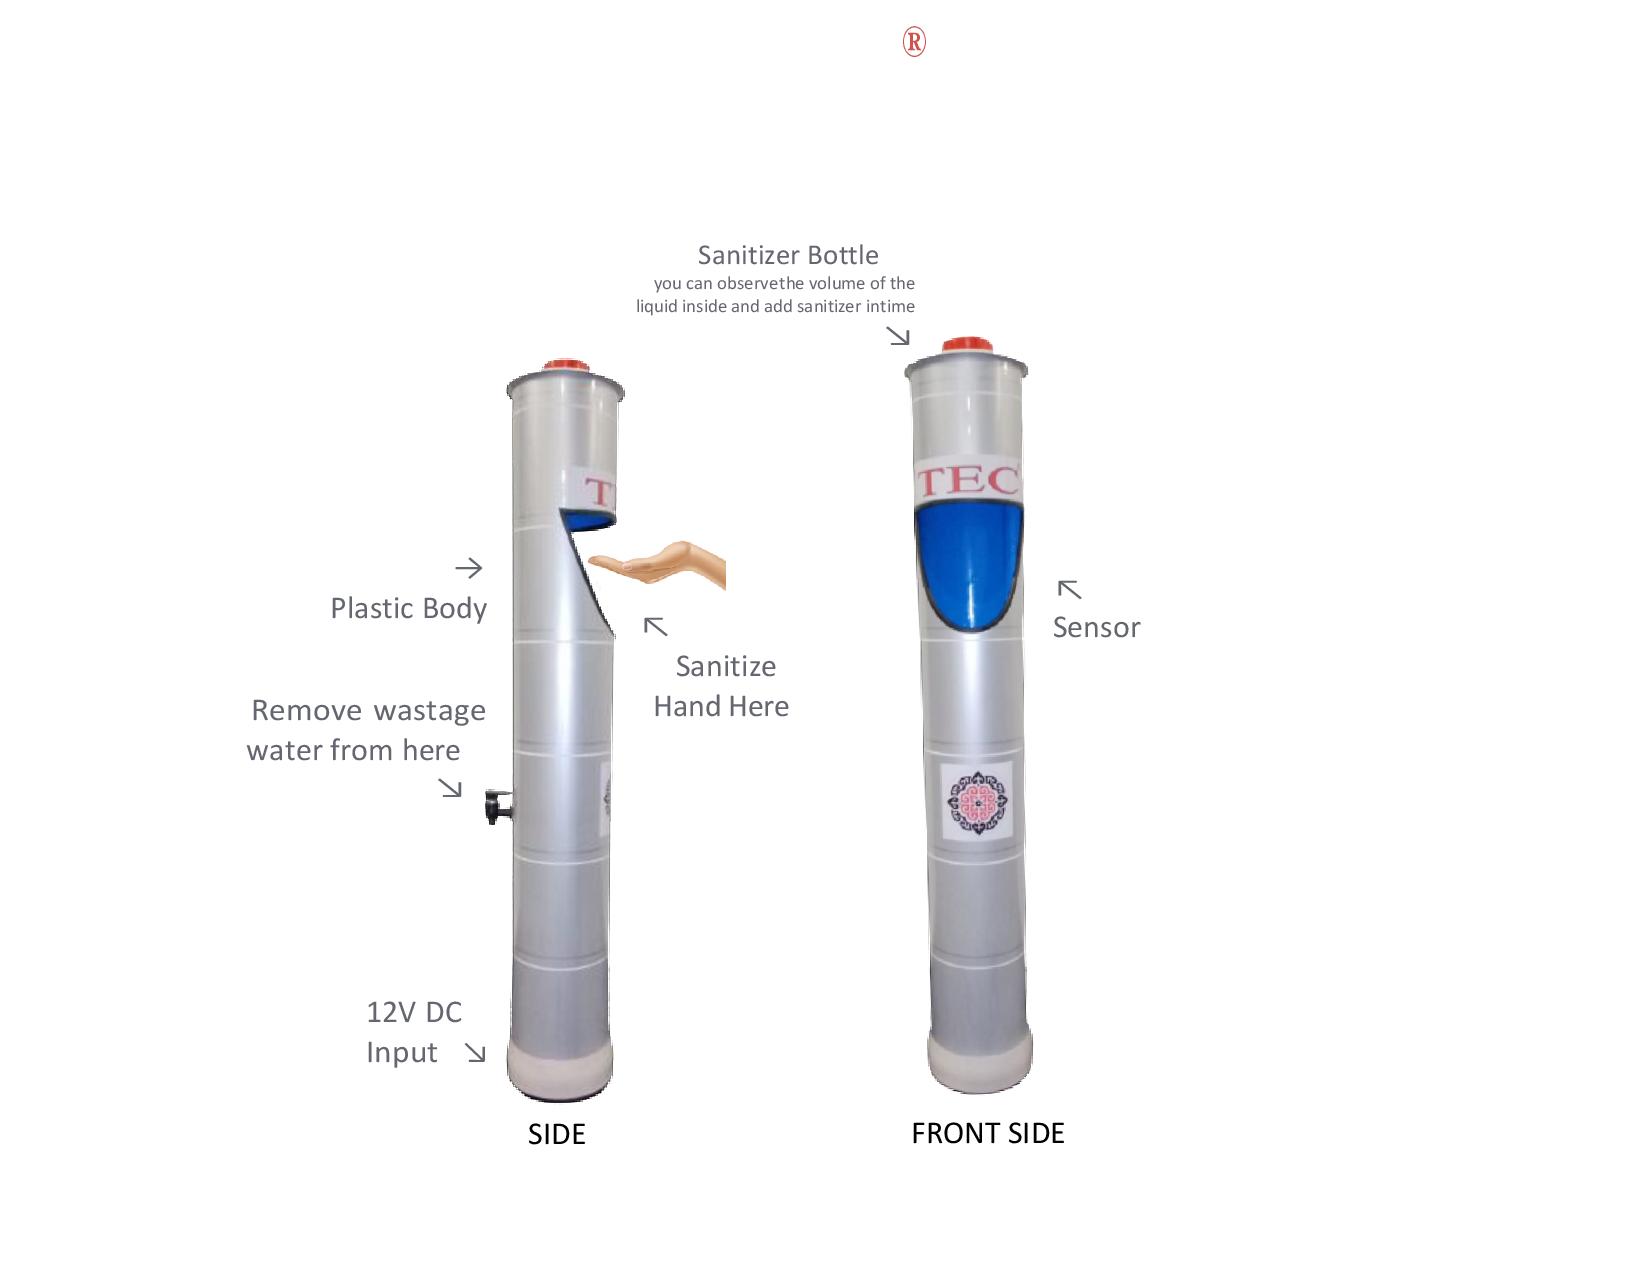 ®
Sanitizer Bottle
you can observethe volume of the
liquid inside and add sanitizer intime
T
TEC
Plastic Body
Sensor
Sanitize
Hand Here
Remove wastage
water from here
12V DC
Input
SIDE
FRONT SIDE